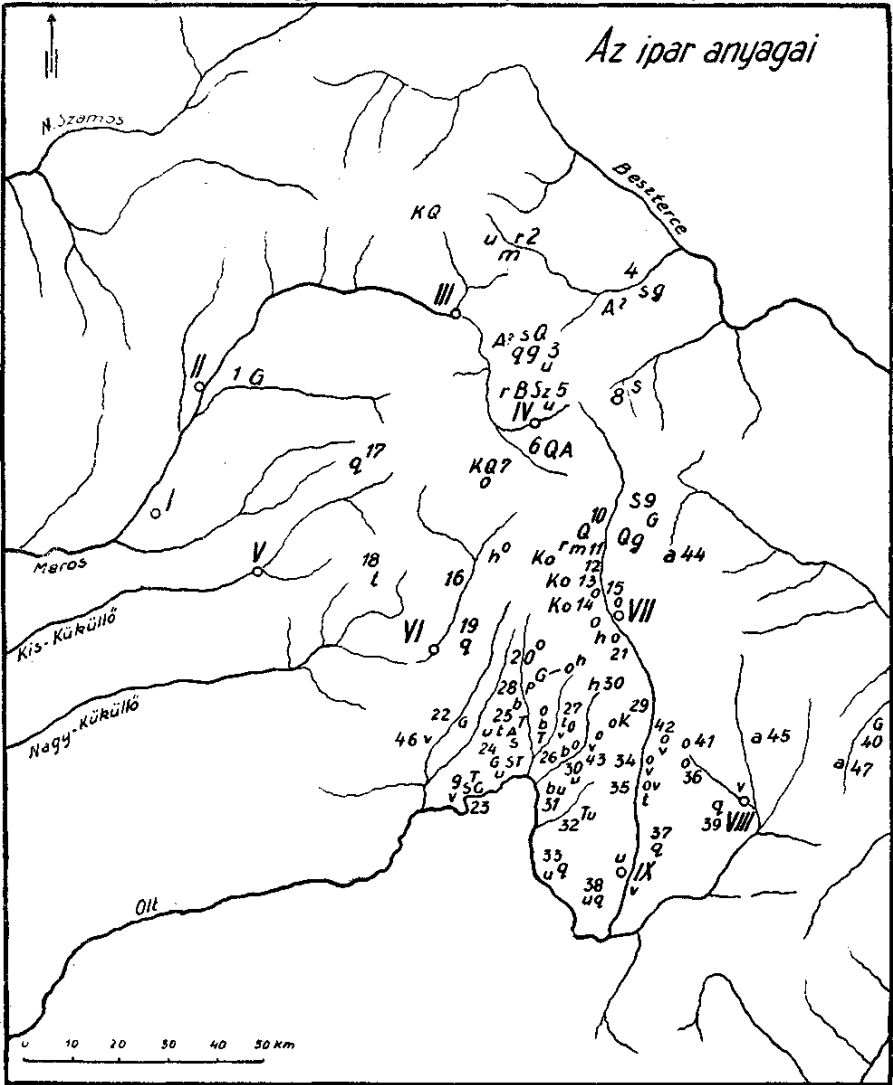 Az ipar anyagai
N. Szamos
Beszterce
KQ
u r 2
m
4
s g
A?
III
A? s Q
q g 3
u
II
1 G
r B Sz 5
u
8 s
IV
6 Q A
q 17
KQ 7
o
I
S 9
G
10
Q
Q g
r m 11
a 44
Maros
V
h o
Ko
12
18
t
16
Ko 13
15
o
o
Ko 14
VII
Kis-Küküllő
VI
19
q
o
h o
21
20 o
p G – o h
28
h 30
Nagy-Küküllő
b
22 G
25 T
o
b
T
27
t
v o
o K
29
42
o
v
o 41
G
40
46 v
u t A
S
24
26 b o
v
43
34
o
v
o
36
a 45
a 47
G S T
u
30
u
g T
v S G
23
b u
31
35
o v
t
v
32 Tu
q
39
VIII
37
q
33
u q
u
IX
v
38
u q
Olt
0 10 20 30 40 50 Km